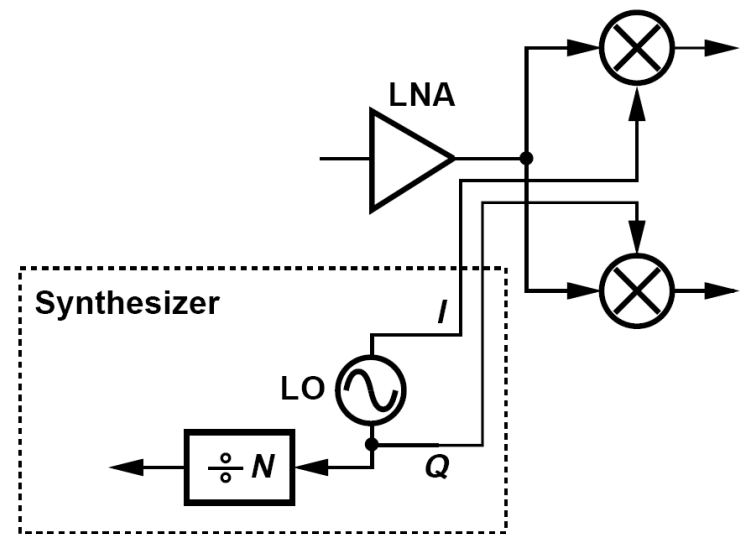 LNA
Synthesizer
I
LO
÷ N
Q